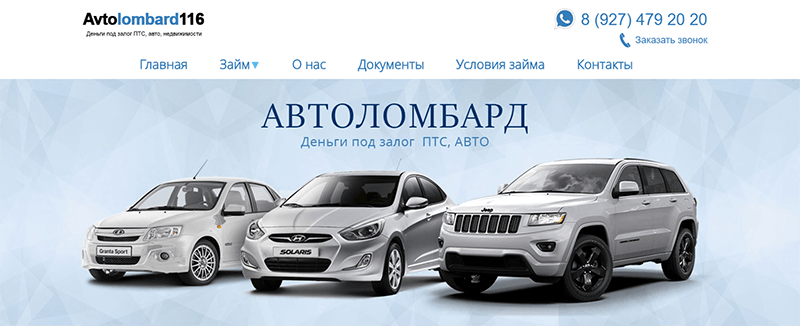 Avtolombard116
Деньги под залог ПТС, авто, недвижимости
8 (927) 479 20 20
Заказать звонок
Главная Займ▼ О нас Документы Условия займа Контакты
АВТОЛОМБАРД
Деньги под залог ПТС, АВТО
Granta Sport
SOLARIS
Jeep